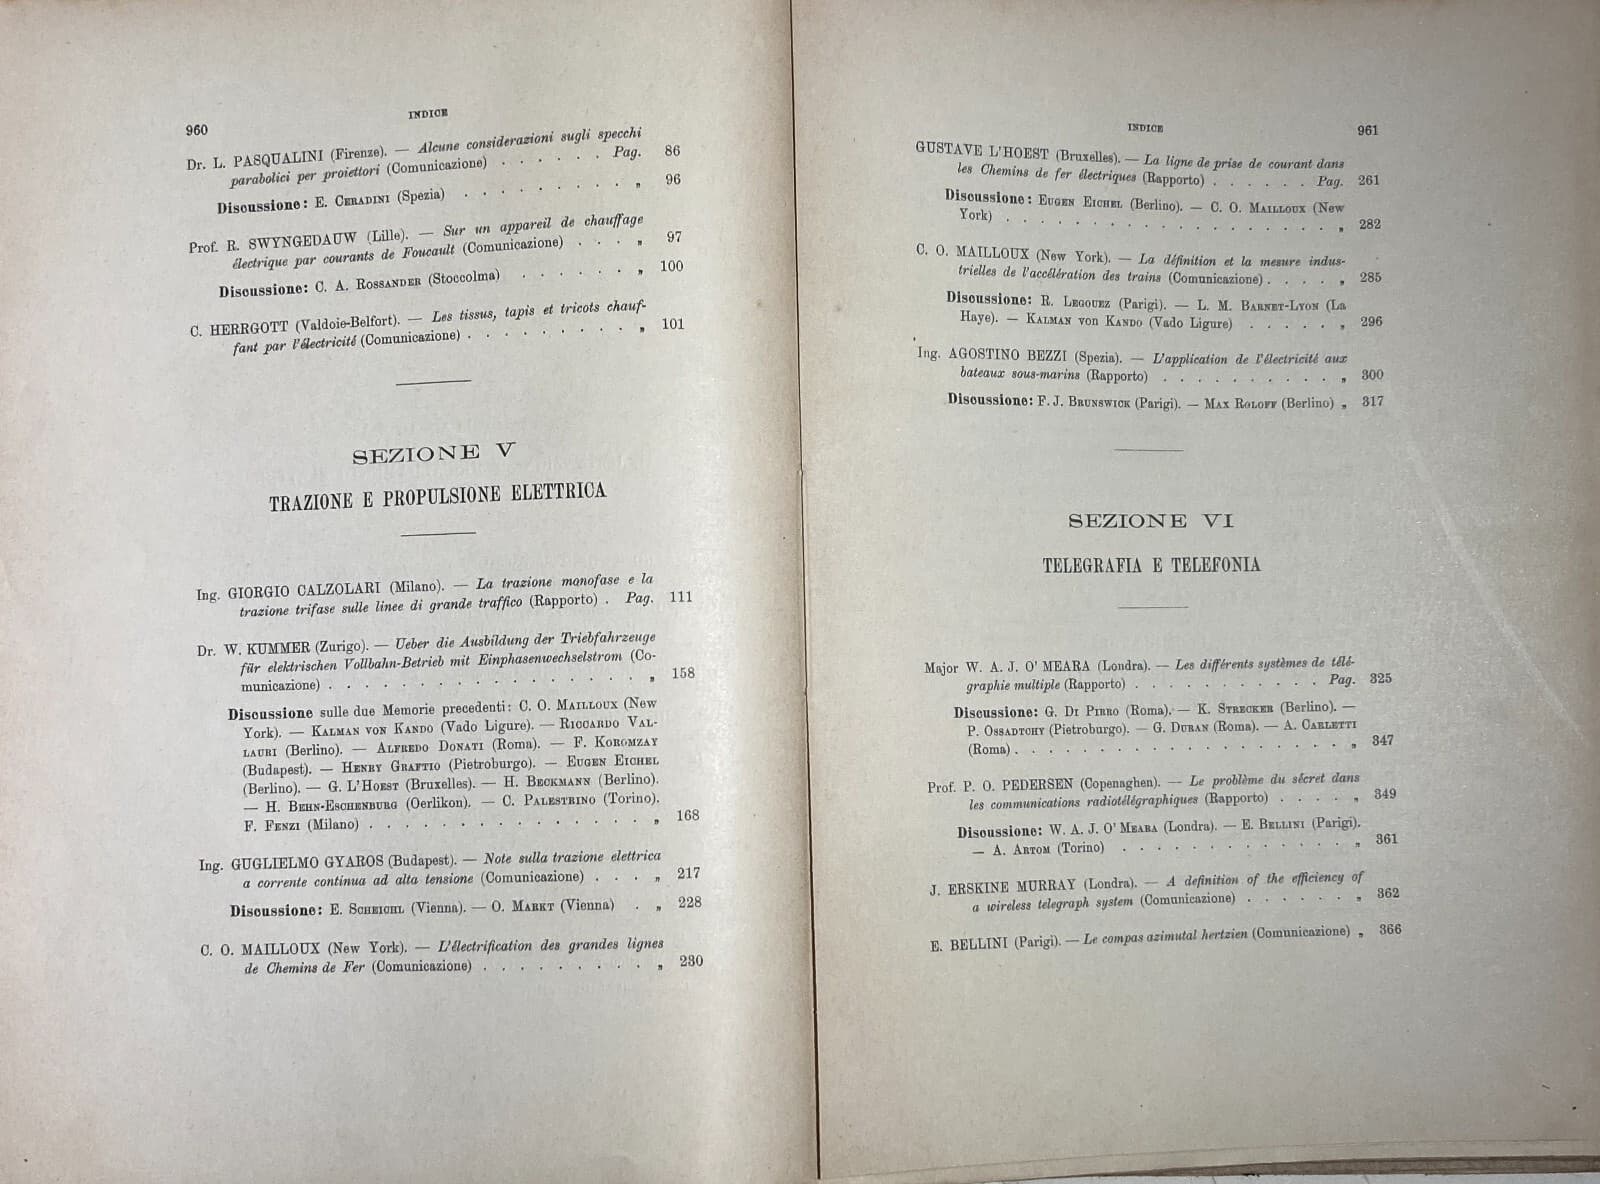 960
INDICE
Dr. L. PASQUALINI (Firenze). — Alcune considerazioni sugli specchi
parabolici per proiettori (Comunicazione) . . . . . . Pag. 86
Discussione: E. CERADINI (Spezia) . . . . . . . . . „ 96
Prof. R. SWYNGEDAUW (Lille). — Sur un appareil de chauffage
électrique par courants de Foucault (Comunicazione) . . . „ 97
Discussione: C. A. ROSSANDER (Stoccolma) . . . . . . „ 100
C. HERRGOTT (Valdoie-Belfort). — Les tissus, tapis et tricots chauf-
fant par l'électricité (Comunicazione) . . . . . . . . „ 101
SEZIONE V
TRAZIONE E PROPULSIONE ELETTRICA
Ing. GIORGIO CALZOLARI (Milano). — La trazione monofase e la
trazione trifase sulle linee di grande traffico (Rapporto) . Pag. 111
Dr. W. KUMMER (Zurigo). — Ueber die Ausbildung der Triebfahrzeuge
für elektrischen Vollbahn-Betrieb mit Einphasenwechselstrom (Co-
municazione) . . . . . . . . . . . . . . . . „ 158
Discussione sulle due Memorie precedenti: C. O. MAILLOUX (New
York). — KALMAN VON KANDO (Vado Ligure). — RICCARDO VAL-
LAURI (Berlino). — ALFREDO DONATI (Roma). — F. KOROMZAY
(Budapest). — HENRY GRAFTIO (Pietroburgo). — EUGEN EICHEL
(Berlino). — G. L'HOEST (Bruxelles). — H. BECKMANN (Berlino).
— H. BEHN-ESCHENBURG (Oerlikon). — C. PALESTRINO (Torino).
F. FENZI (Milano) . . . . . . . . . . . . . . „ 168
Ing. GUGLIELMO GYAROS (Budapest). — Note sulla trazione elettrica
a corrente continua ad alta tensione (Comunicazione) . . . „ 217
Discussione: E. SCHEICHL (Vienna). — O. MARKT (Vienna) . „ 228
C. O. MAILLOUX (New York). — L'électrification des grandes lignes
de Chemins de Fer (Comunicazione) . . . . . . . . . „ 230
INDICE
961
GUSTAVE L'HOEST (Bruxelles). — La ligne de prise de courant dans
les Chemins de fer électriques (Rapporto) . . . . . . Pag. 261
Discussione: EUGEN EICHEL (Berlino). — C. O. MAILLOUX (New
York) . . . . . . . . . . . . . . . . . „ 282
C. O. MAILLOUX (New York). — La définition et la mesure indus-
trielles de l'accélération des trains (Comunicazione) . . . . „ 285
Discussione: R. LEGOUEZ (Parigi). — L. M. BARNET-LYON (La
Haye). — KALMAN VON KANDO (Vado Ligure) . . . . . „ 296
Ing. AGOSTINO BEZZI (Spezia). — L'application de l'électricité aux
bateaux sous-marins (Rapporto) . . . . . . . . . . „ 300
Discussione: F. J. BRUNSWICK (Parigi). — MAX ROLOFF (Berlino) „ 317
SEZIONE VI
TELEGRAFIA E TELEFONIA
Major W. A. J. O' MEARA (Londra). — Les différents systèmes de télé-
graphie multiple (Rapporto) . . . . . . . . . . . Pag. 325
Discussione: G. DI PIRRO (Roma). — K. STRECKER (Berlino). —
P. OSSADTCHY (Pietroburgo). — G. DURAN (Roma). — A. CARLETTI
(Roma) . . . . . . . . . . . . . . . . . . „ 347
Prof. P. O. PEDERSEN (Copenaghen). — Le problème du sécret dans
les communications radiotélégraphiques (Rapporto) . . . . „ 349
Discussione: W. A. J. O' MEARA (Londra). — E. BELLINI (Parigi).
— A. ARTOM (Torino) . . . . . . . . . . . . . „ 361
J. ERSKINE MURRAY (Londra). — A definition of the efficiency of
a wireless telegraph system (Comunicazione) . . . . . . „ 362
E. BELLINI (Parigi). — Le compas azimutal hertzien (Comunicazione) „ 366